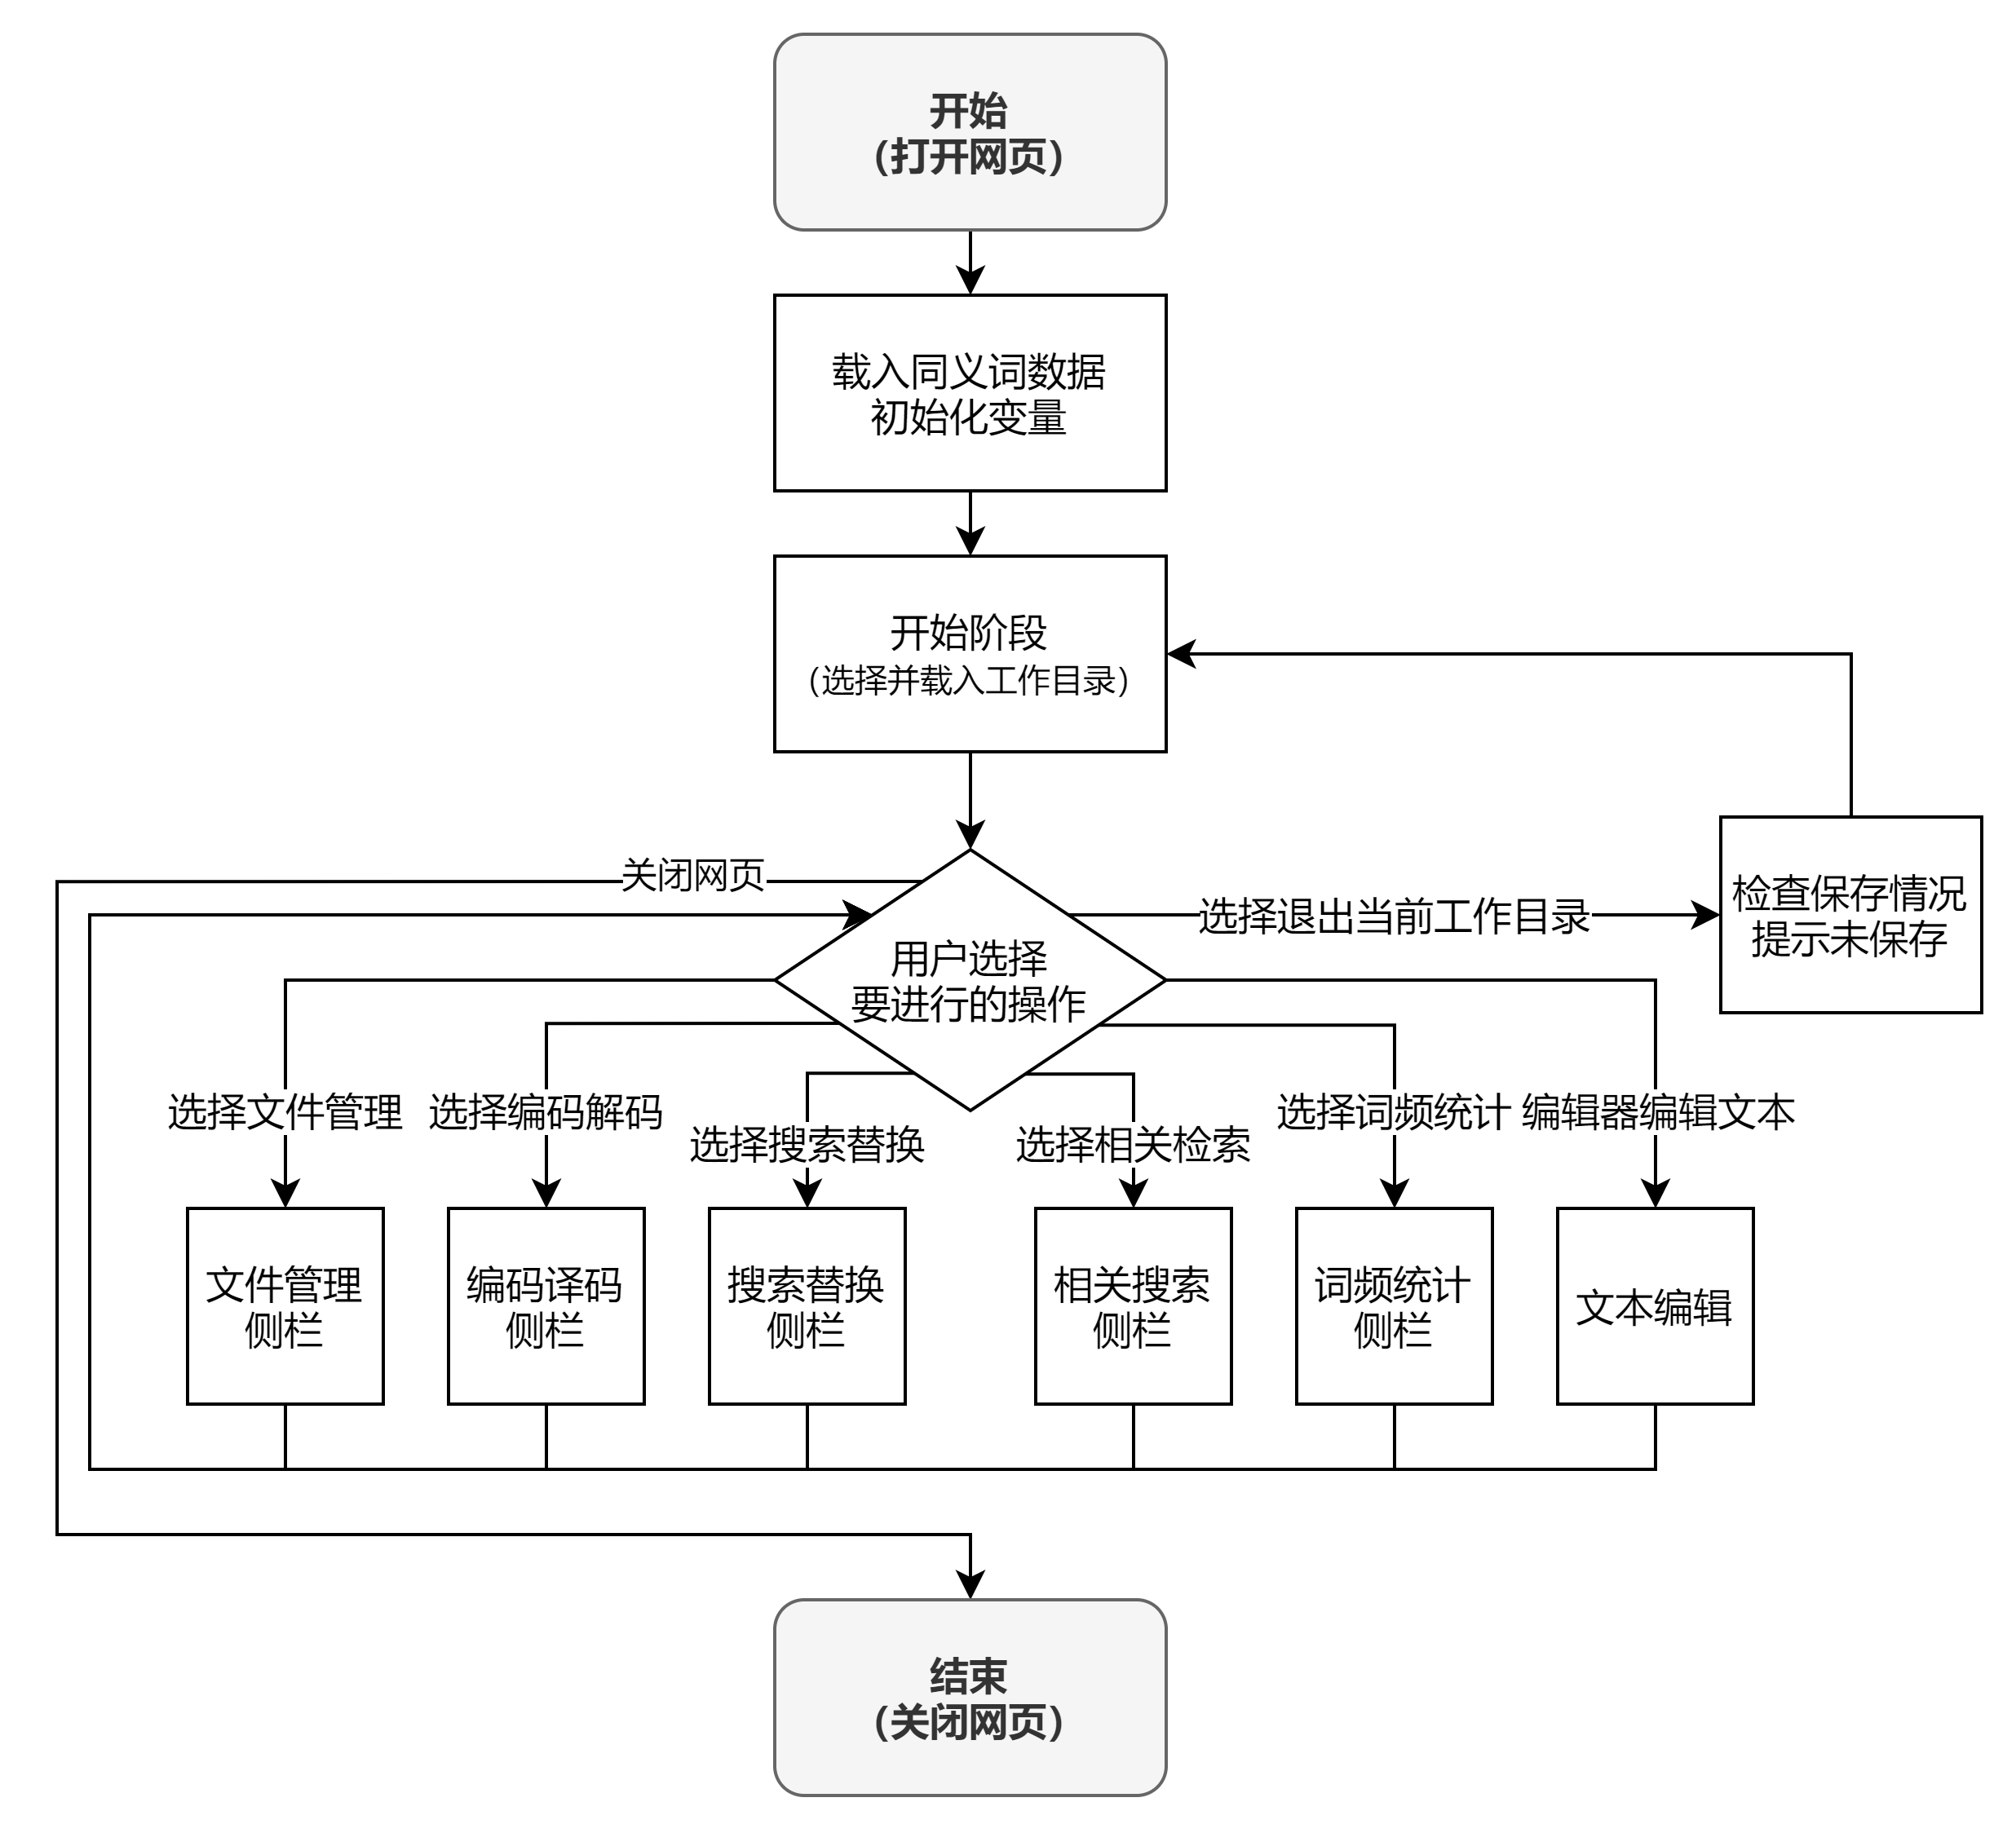 开始
（打开网页）
载入同义词数据
初始化变量
开始阶段
（选择并载入工作目录）
关闭网页
选择退出当前工作目录
检查保存情况
提示未保存
用户选择
要进行的操作
选择文件管理
选择编码解码
选择搜索替换
选择相关检索
选择词频统计
编辑器编辑文本
文件管理
侧栏
编码译码
侧栏
搜索替换
侧栏
相关搜索
侧栏
词频统计
侧栏
文本编辑
结束
（关闭网页）